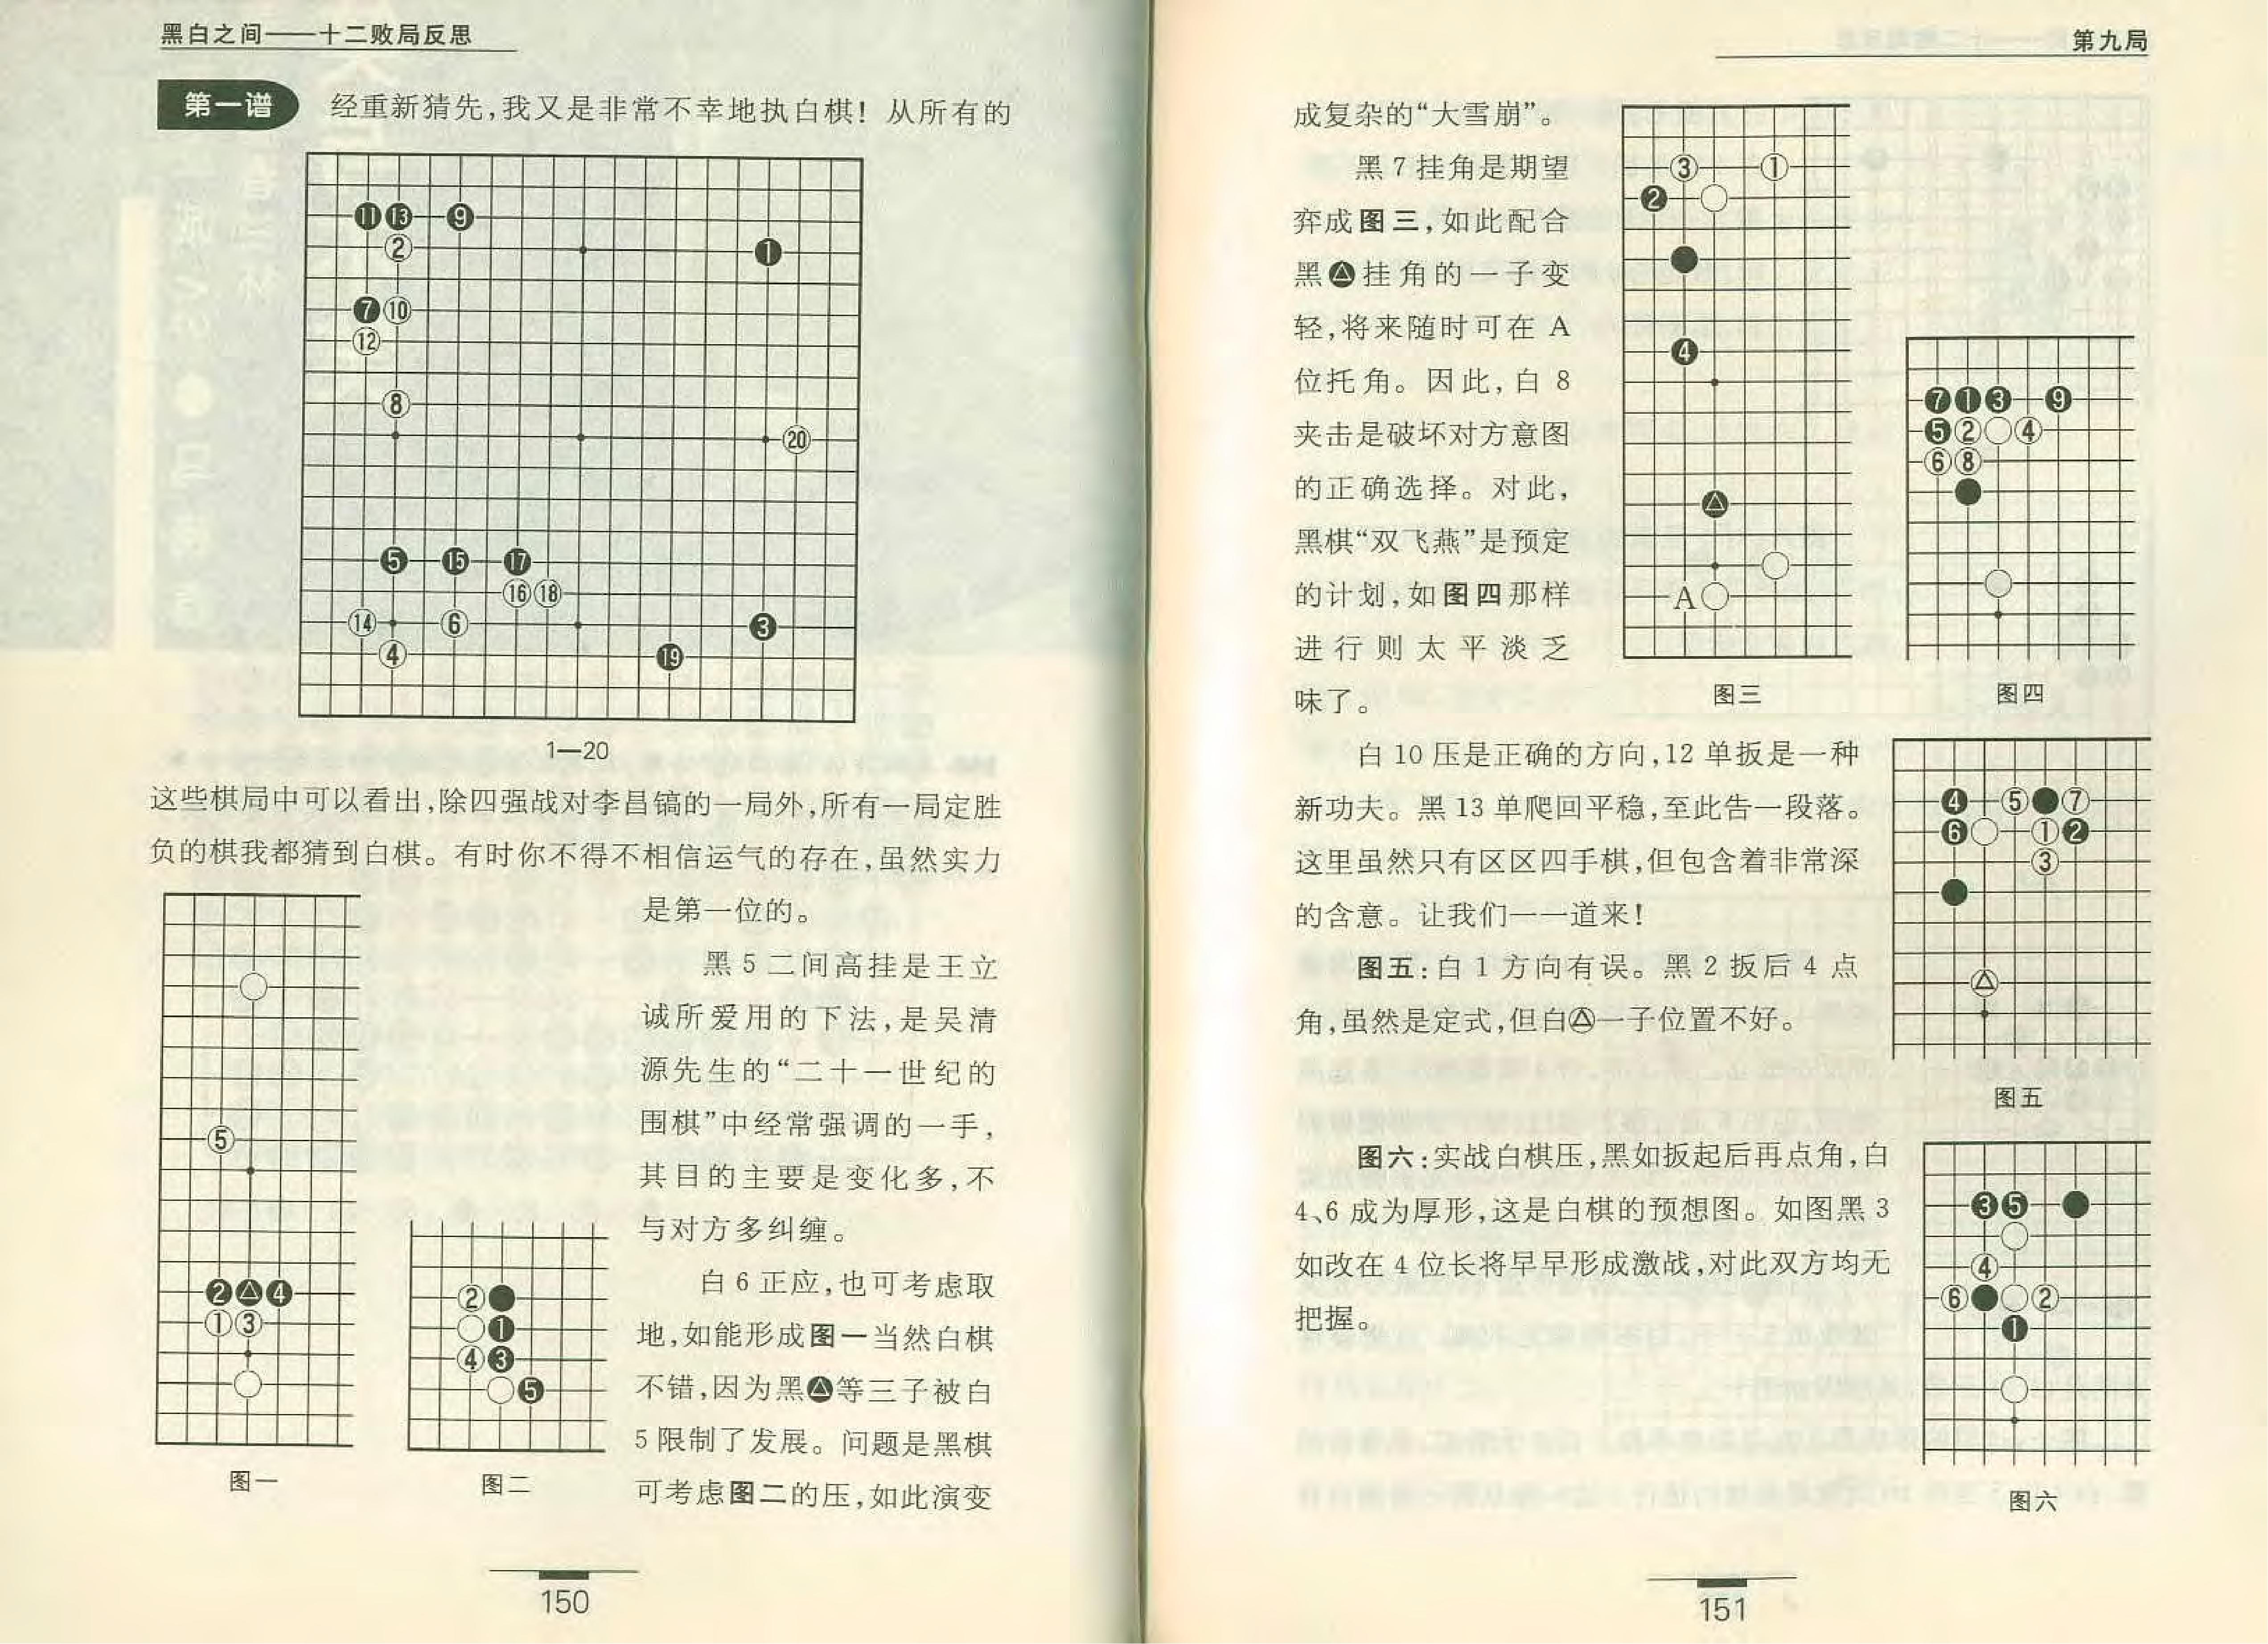 黑白之间——十二败局反思
第一谱 经重新猜先,我又是非常不幸地执白棋! 从所有的
⓫⓭ ❾
②
❶
❼⑩
⑫
⑧
⑳
❺ ⓯ ⓱
⑯⑱
⑭ ⑥ ❸
④ ⓳
1—20
这些棋局中可以看出,除四强战对李昌镐的一局外,所有一局定胜
负的棋我都猜到白棋。有时你不得不相信运气的存在,虽然实力
是第一位的。
黑 5 二间高挂是王立
诚所爱用的下法,是吴清
源先生的“二十一世纪的
围棋”中经常强调的一手,
其目的主要是变化多,不
与对方多纠缠。
白 6 正应,也可考虑取
地,如能形成图一当然白棋
不错,因为黑▲等三子被白
5 限制了发展。问题是黑棋
可考虑图二的压,如此演变
⑤
❷▲❹
①③
图一
②
❶
④❸
❺
图二
150
第九局
成复杂的“大雪崩”。
黑 7 挂角是期望
弈成图三,如此配合
黑▲挂角的一子变
轻,将来随时可在 A
位托角。因此,白 8
夹击是破坏对方意图
的正确选择。对此,
黑棋“双飞燕”是预定
的计划,如图四那样
进行则太平淡乏
味了。
③ ①
❷
❹
▲
A
图三
❼❶❸ ❾
❺② ④
⑥⑧
图四
白 10 压是正确的方向,12 单扳是一种
新功夫。黑 13 单爬回平稳,至此告一段落。
这里虽然只有区区四手棋,但包含着非常深
的含意。让我们一一道来!
图五:白 1 方向有误。黑 2 扳后 4 点
角,虽然是定式,但白△一子位置不好。
❹ ⑤ ⑦
❻ ①❷
③
△
图五
图六:实战白棋压,黑如扳起后再点角,白
4、6 成为厚形,这是白棋的预想图。如图黑 3
如改在 4 位长将早早形成激战,对此双方均无
把握。
❸❺
④
⑥ ②
❶
图六
151